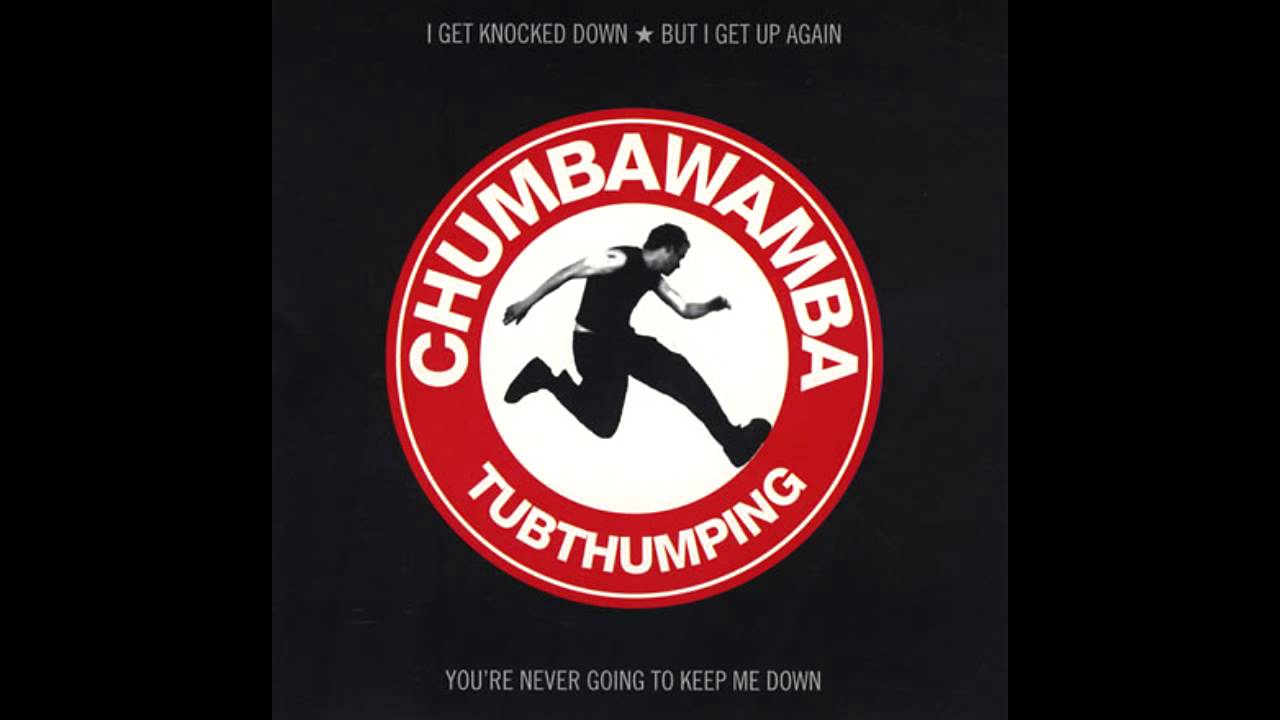 I GET KNOCKED DOWN ★ BUT I GET UP AGAIN
CHUMBAWAMBA
TUBTHUMPING
YOU'RE NEVER GOING TO KEEP ME DOWN